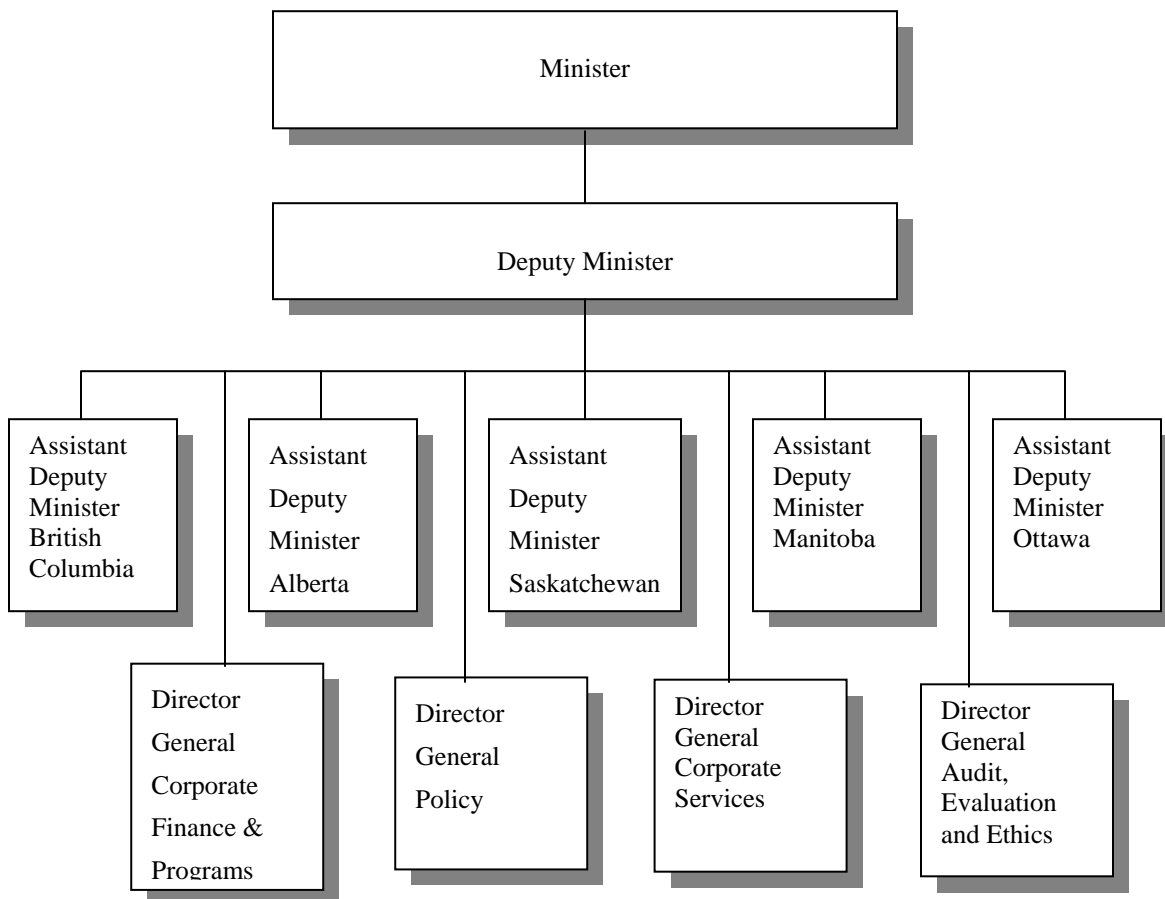 Minister
Deputy Minister
Assistant
Deputy
Minister
British
Columbia
Assistant
Deputy
Minister
Alberta
Assistant
Deputy
Minister
Saskatchewan
Assistant
Deputy
Minister
Manitoba
Assistant
Deputy
Minister
Ottawa
Director
General
Corporate
Finance &
Programs
Director
General
Policy
Director
General
Corporate
Services
Director
General
Audit,
Evaluation
and Ethics